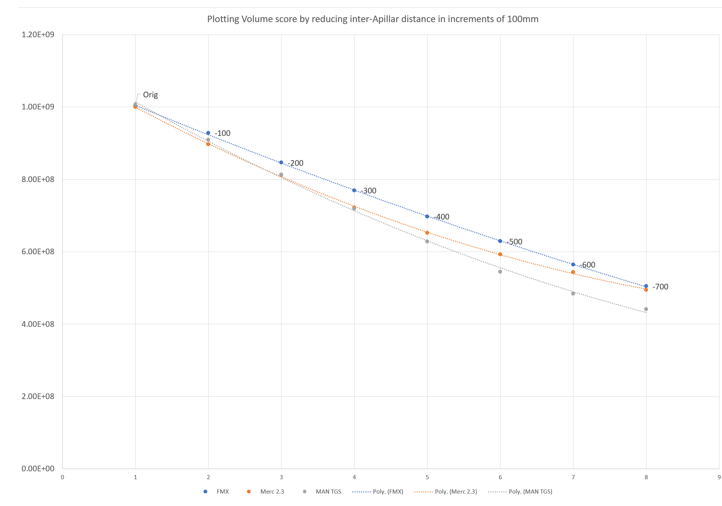 Plotting Volume score by reducing inter-Apillar distance in increments of 100mm
1.20E+09
1.00E+09
8.00E+08
6.00E+08
4.00E+08
2.00E+08
0.00E+00
Orig
-100
-200
-300
-400
-500
-600
-700
0 1 2 3 4 5 6 7 8 9
FMX Merc 2.3 MAN TGS Poly. (FMX) Poly. (Merc 2.3) Poly. (MAN TGS)